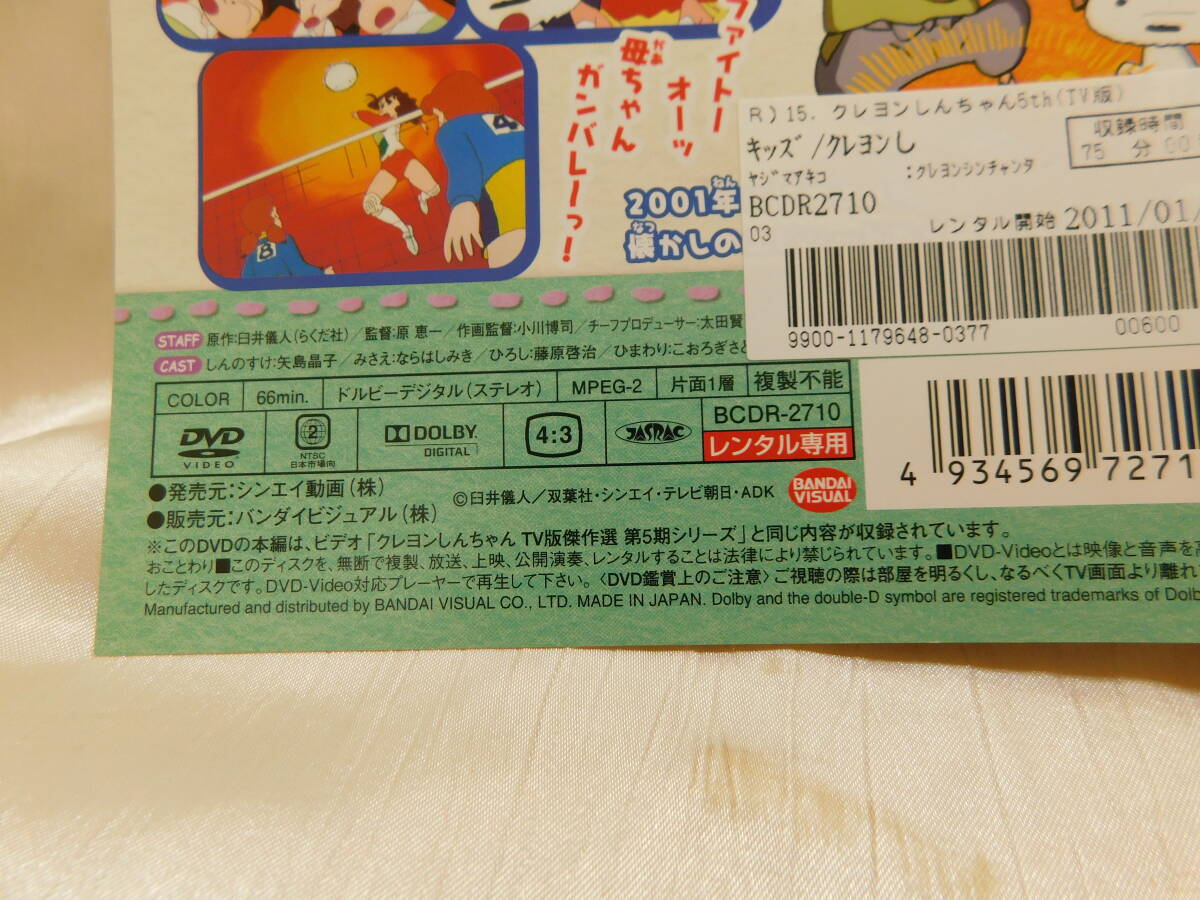 ファイトー
オーッ
母ちゃん
かあ
ガンバレーっ!
4
8
2001年
ねん
懐かしの
なつ
R)15. クレヨンしんちゃん5th(TV版)
キッズ/クレヨンし
収録時間
75 分
ヤジマアキコ :クレヨンシンチャンタ
BCDR2710
03
レンタル開始 2011/01
9900-1179648-0377 00600
STAFF 原作:臼井儀人(らくだ社)/監督:原 恵一/作画監督:小川博司/チーフプロデューサー:太田賢
CAST しんのすけ:矢島晶子/みさえ:ならはしみき/ひろし:藤原啓治/ひまわり:こおろぎさと
COLOR 66min. ドルビーデジタル(ステレオ) MPEG-2 片面1層 複製不能
DVD VIDEO
2 NTSC 日本市場向
DOLBY DIGITAL
4:3
JASRAC
BCDR-2710
レンタル専用
4 934569 7271
●発売元:シンエイ動画(株)
●販売元:バンダイビジュアル(株)
©臼井儀人/双葉社・シンエイ・テレビ朝日・ADK
BANDAI VISUAL
※このDVDの本編は、ビデオ「クレヨンしんちゃん TV版傑作選 第5期シリーズ」と同じ内容が収録されています。
おことわり■このディスクを、無断で複製、放送、上映、公開演奏、レンタルすることは法律により禁じられています。■DVD-Videoとは映像と音声を高
したディスクです。DVD-Video対応プレーヤーで再生して下さい。〈DVD鑑賞上のご注意〉ご視聴の際は部屋を明るくし、なるべくTV画面より離れ
Manufactured and distributed by BANDAI VISUAL CO., LTD. MADE IN JAPAN. Dolby and the double-D symbol are registered trademarks of Dolb